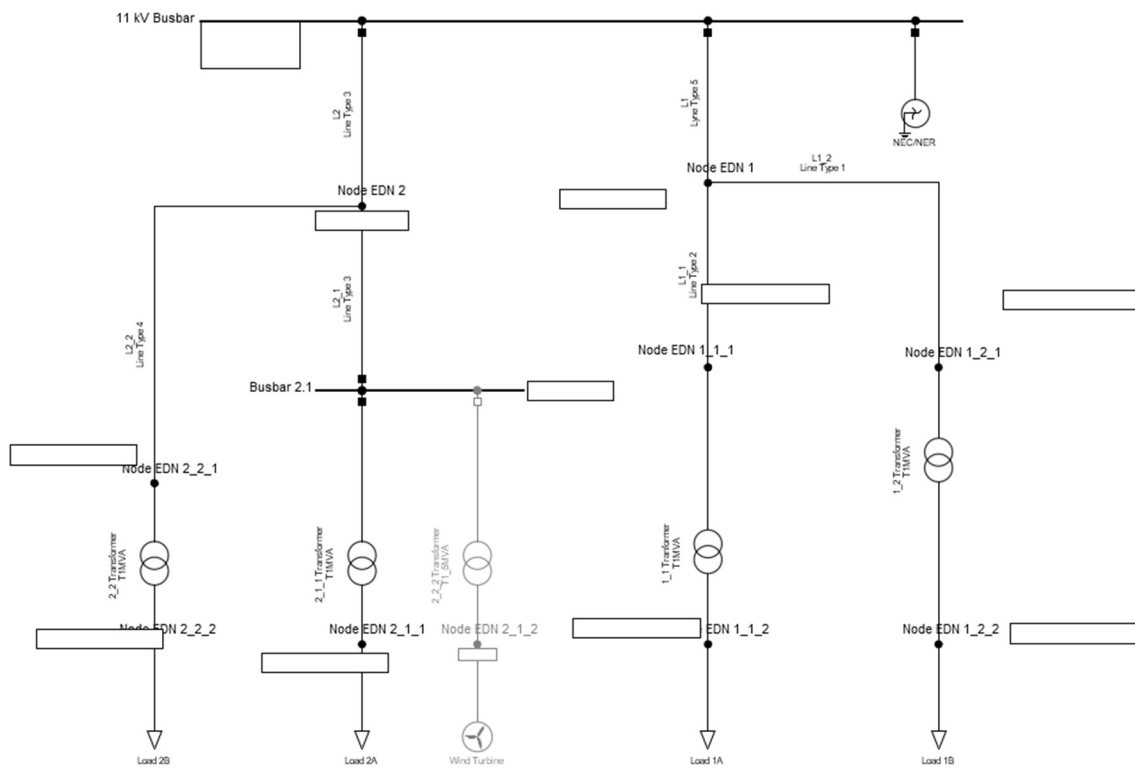 11 kV Busbar
L2
Line Type 3
L1
Lyne Type 5
NEC/NER
L1_2
Line Type 1
Node EDN 1
Node EDN 2
L2_1
Line Type 3
L1_1
Line Type 2
L2_2
Line Type 4
Node EDN 1_1_1
Node EDN 1_2_1
Busbar 2.1
Node EDN 2_2_1
1_2 Transformer
T1MVA
2_2 Transformer
T1MVA
2_1_1 Transformer
T1MVA
2_2_2 Transformer
T1_5MVA
1_1 Tranformer
T1MVA
Node EDN 2_2_2
Node EDN 2_1_1
Node EDN 2_1_2
Node EDN 1_1_2
Node EDN 1_2_2
Load 2B
Load 2A
Wind Turbine
Load 1A
Load 1B